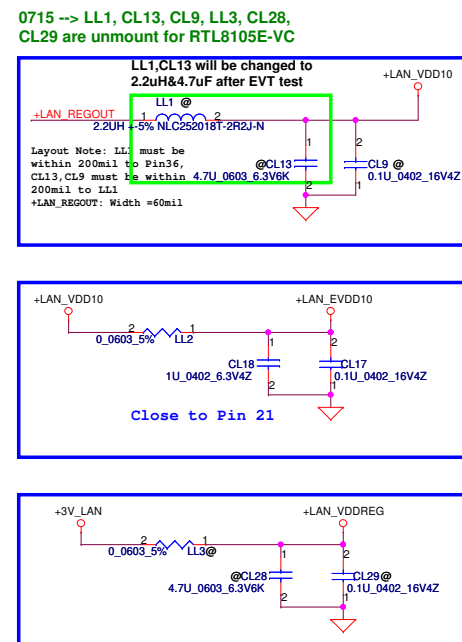 0715 --> LL1, CL13, CL9, LL3, CL28,
CL29 are unmount for RTL8105E-VC
LL1,CL13 will be changed to
2.2uH&4.7uF after EVT test
+LAN_VDD10
LL1 @
+LAN_REGOUT 1 2
2.2UH +-5% NLC252018T-2R2J-N
Layout Note: LL1 must be
within 200mil to Pin36,
CL13,CL9 must be within
200mil to LL1
+LAN_REGOUT: Width =60mil
1 2
@CL13 CL9 @
4.7U_0603_6.3V6K 0.1U_0402_16V4Z
2 1
+LAN_VDD10 +LAN_EVDD10
2 1
0_0603_5% LL2
1 2
CL18 CL17
1U_0402_6.3V4Z 0.1U_0402_16V4Z
2 1
Close to Pin 21
+3V_LAN +LAN_VDDREG
2 1
0_0603_5% LL3@
1 2
@CL28 CL29@
4.7U_0603_6.3V6K 0.1U_0402_16V4Z
2 1